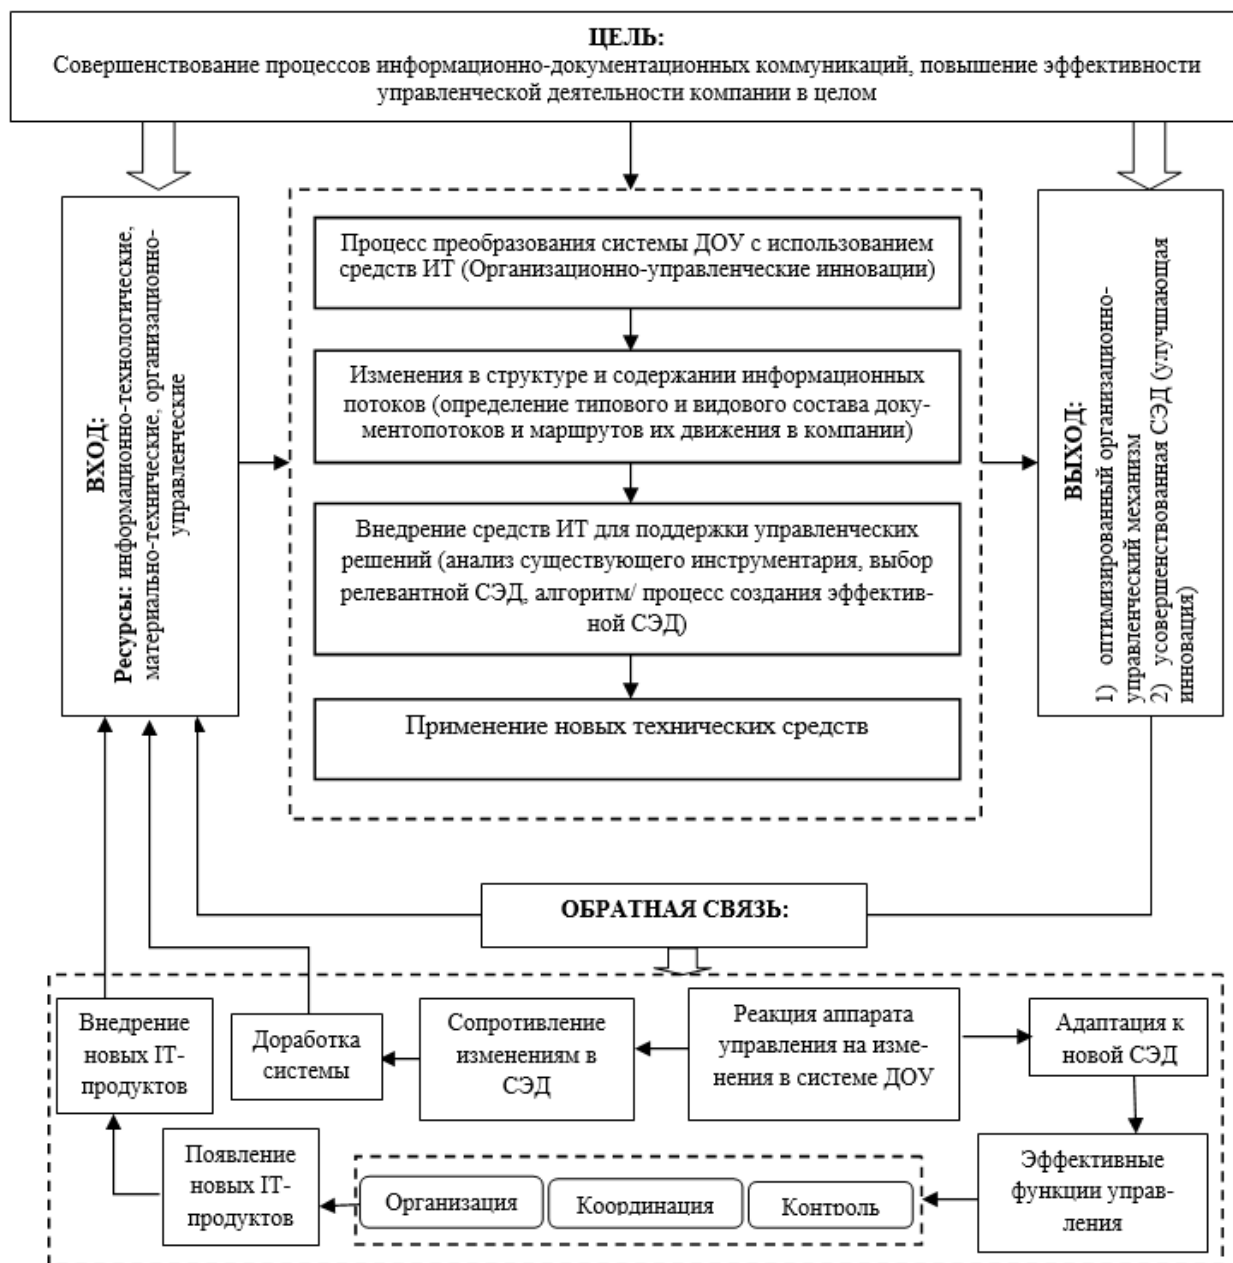 ЦЕЛЬ:
Совершенствование процессов информационно-документационных коммуникаций, повышение эффективности
управленческой деятельности компании в целом
ВХОД:
Ресурсы: информационно-технологические,
материально-технические, организационно-
управленческие
Процесс преобразования системы ДОУ с использованием
средств ИТ (Организационно-управленческие инновации)
Изменения в структуре и содержании информационных
потоков (определение типового и видового состава доку-
ментопотоков и маршрутов их движения в компании)
Внедрение средств ИТ для поддержки управленческих
решений (анализ существующего инструментария, выбор
релевантной СЭД, алгоритм/ процесс создания эффектив-
ной СЭД)
Применение новых технических средств
ВЫХОД:
1) оптимизированный организационно-
управленческий механизм
2) усовершенствованная СЭД (улучшающая
инновация)
ОБРАТНАЯ СВЯЗЬ:
Внедрение
новых IT-
продуктов
Доработка
системы
Сопротивление
изменениям в
СЭД
Реакция аппарата
управления на изме-
нения в системе ДОУ
Адаптация к
новой СЭД
Появление
новых IT-
продуктов
Организация
Координация
Контроль
Эффективные
функции управ-
ления